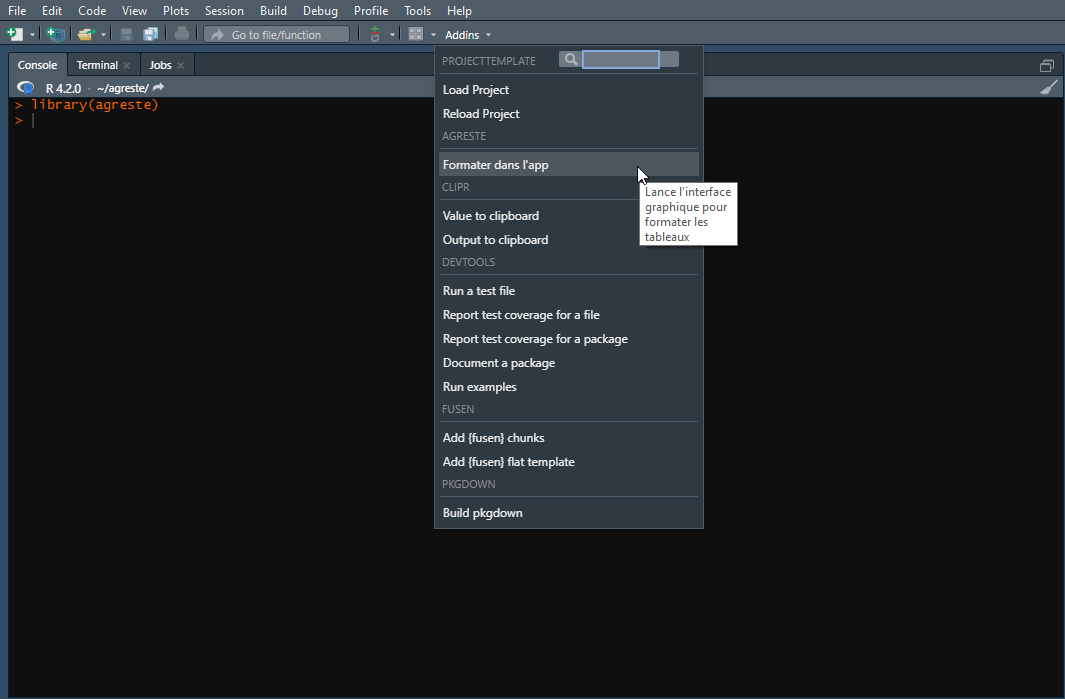 File Edit Code View Plots Session Build Debug Profile Tools Help
Go to file/function Addins
Console Terminal Jobs
R 4.2.0 · ~/agreste/
> library(agreste)
>
PROJECTTEMPLATE
Load Project
Reload Project
AGRESTE
Formater dans l'app
Lance l'interface
graphique pour
formater les
tableaux
CLIPR
Value to clipboard
Output to clipboard
DEVTOOLS
Run a test file
Report test coverage for a file
Report test coverage for a package
Document a package
Run examples
FUSEN
Add {fusen} chunks
Add {fusen} flat template
PKGDOWN
Build pkgdown